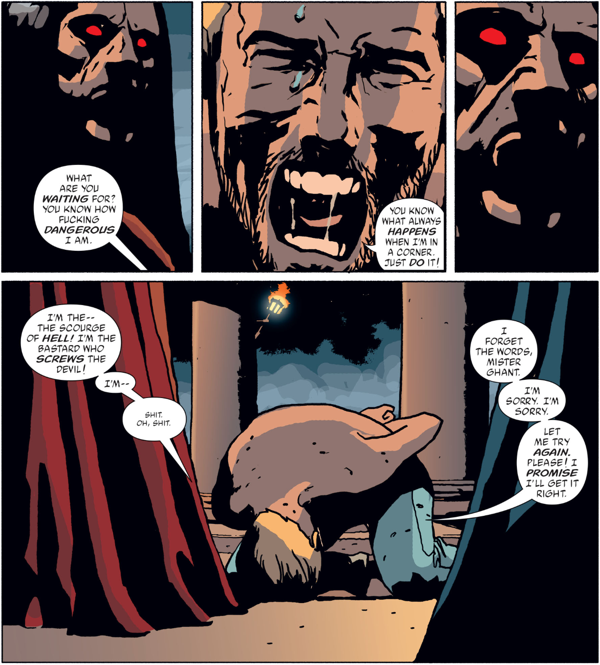 WHAT
ARE YOU
WAITING FOR?
YOU KNOW HOW
FUCKING
DANGEROUS
I AM.
YOU KNOW
WHAT ALWAYS
HAPPENS
WHEN I'M IN
A CORNER.
JUST DO IT!
I'M THE--
THE SCOURGE
OF HELL! I'M THE
BASTARD WHO
SCREWS THE
DEVIL!
I'M--
SHIT.
OH, SHIT.
I
FORGET
THE WORDS,
MISTER
GHANT.
I'M
SORRY. I'M
SORRY.
LET
ME TRY
AGAIN.
PLEASE! I
PROMISE
I'LL GET IT
RIGHT.